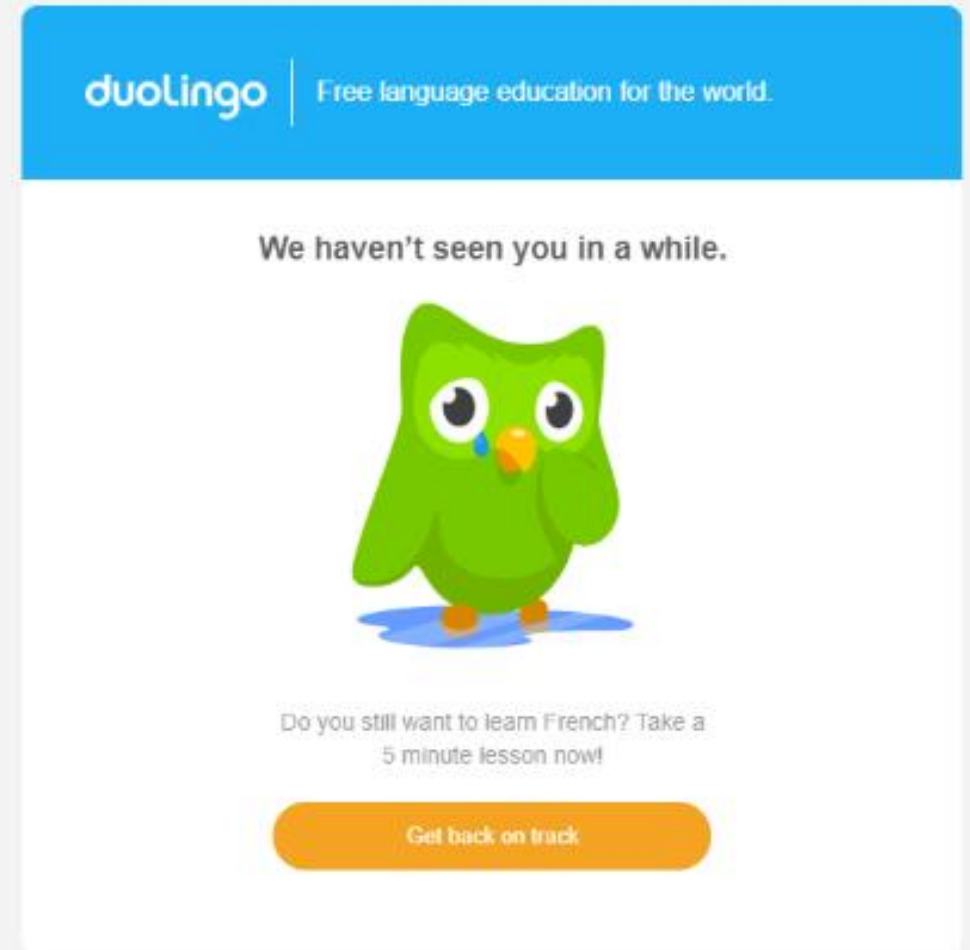 duolingo
Free language education for the world.
We haven't seen you in a while.
Do you still want to learn French? Take a
5 minute lesson now!
Get back on track